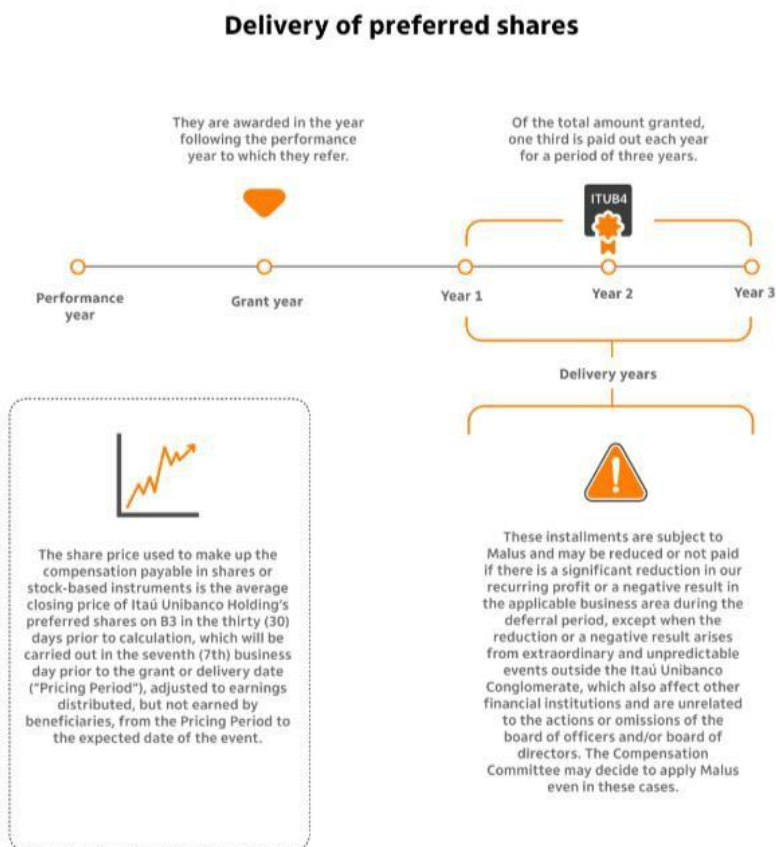 Delivery of preferred shares
They are awarded in the year
following the performance
year to which they refer.
Of the total amount granted,
one third is paid out each year
for a period of three years.
ITUB4
Performance
year
Grant year
Year 1
Year 2
Year 3
Delivery years
The share price used to make up the
compensation payable in shares or
stock-based instruments is the average
closing price of Itaú Unibanco Holding's
preferred shares on B3 in the thirty (30)
days prior to calculation, which will be
carried out in the seventh (7th) business
day prior to the grant or delivery date
("Pricing Period"), adjusted to earnings
distributed, but not earned by
beneficiaries, from the Pricing Period to
the expected date of the event.
These installments are subject to
Malus and may be reduced or not paid
if there is a significant reduction in our
recurring profit or a negative result in
the applicable business area during the
deferral period, except when the
reduction or a negative result arises
from extraordinary and unpredictable
events outside the Itaú Unibanco
Conglomerate, which also affect other
financial institutions and are unrelated
to the actions or omissions of the
board of officers and/or board of
directors. The Compensation
Committee may decide to apply Malus
even in these cases.